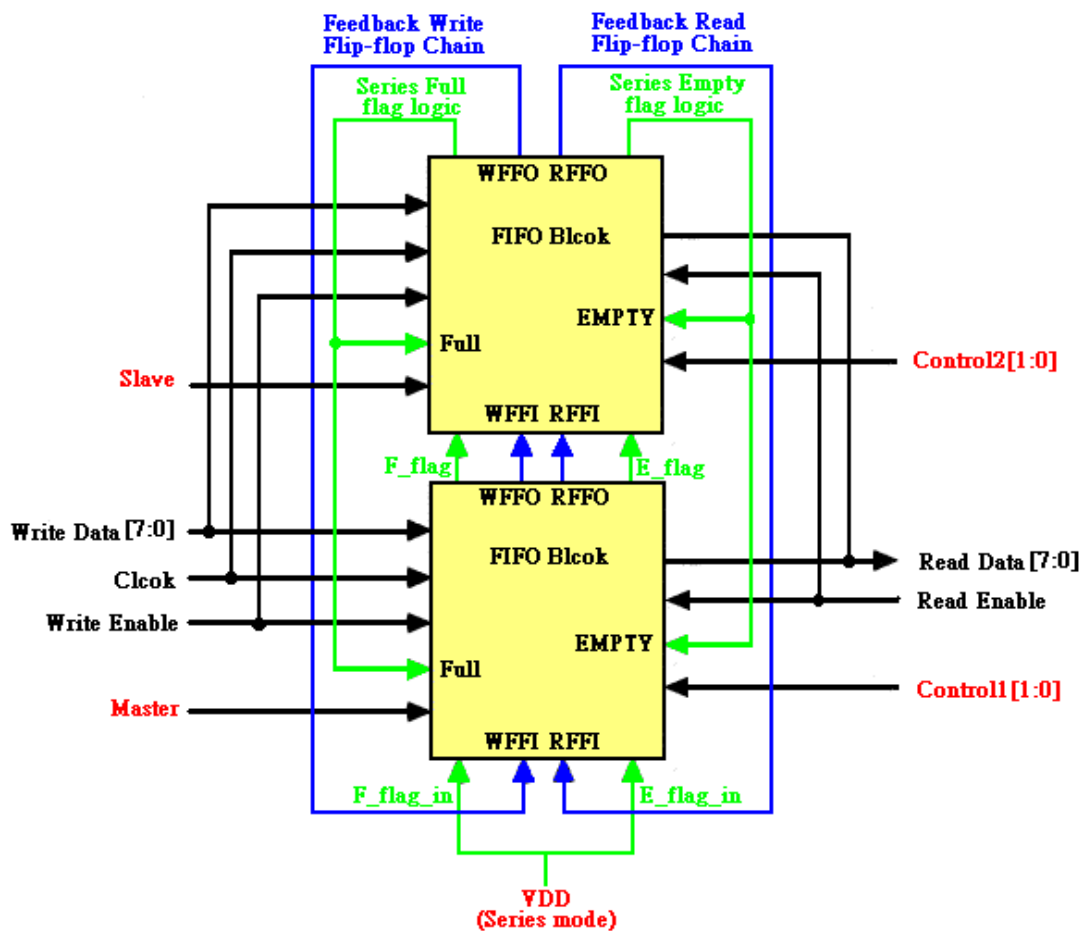 Feedback Write
Flip-flop Chain
Feedback Read
Flip-flop Chain
Series Full
flag logic
Series Empty
flag logic
WFFO RFFO
FIFO Blcok
EMPTY
Full
Slave
Control2[1:0]
WFFI RFFI
F_flag
E_flag
WFFO RFFO
Write Data[7:0]
FIFO Blcok
Read Data[7:0]
Clcok
Read Enable
Write Enable
EMPTY
Full
Master
Control1[1:0]
WFFI RFFI
F_flag_in
E_flag_in
VDD
(Series mode)